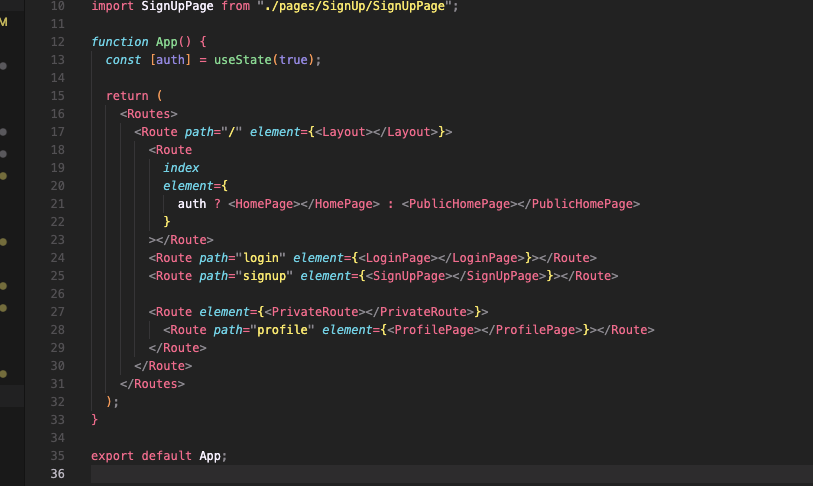 M
10 import SignUpPage from "./pages/SignUp/SignUpPage";
11
12 function App() {
13   const [auth] = useState(true);
14
15   return (
16     <Routes>
17       <Route path="/" element={<Layout></Layout>}>
18         <Route
19           index
20           element={
21             auth ? <HomePage></HomePage> : <PublicHomePage></PublicHomePage>
22           }
23         ></Route>
24         <Route path="login" element={<LoginPage></LoginPage>}></Route>
25         <Route path="signup" element={<SignUpPage></SignUpPage>}></Route>
26
27         <Route element={<PrivateRoute></PrivateRoute>}>
28           <Route path="profile" element={<ProfilePage></ProfilePage>}></Route>
29         </Route>
30       </Route>
31     </Routes>
32   );
33 }
34
35 export default App;
36